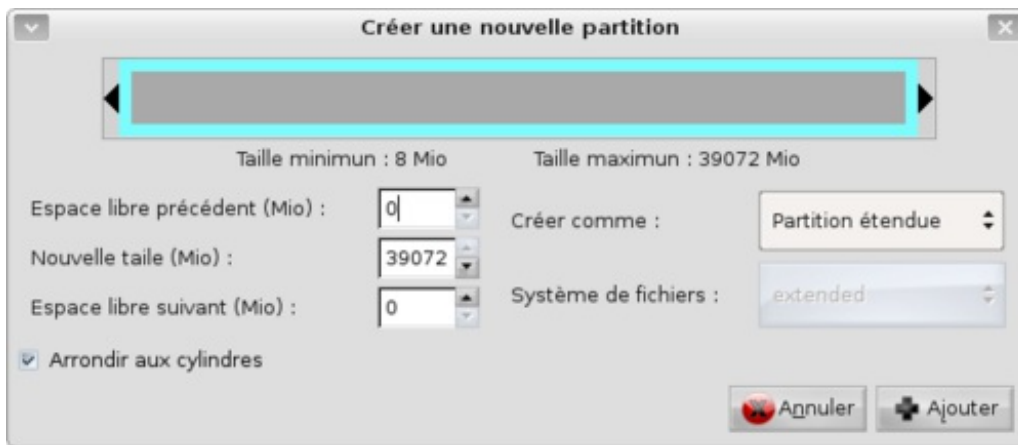 Créer une nouvelle partition
Taille minimun : 8 Mio Taille maximun : 39072 Mio
Espace libre précédent (Mio) : 0
Créer comme : Partition étendue
Nouvelle taile (Mio) : 39072
Système de fichiers : extended
Espace libre suivant (Mio) : 0
Arrondir aux cylindres
Annuler Ajouter